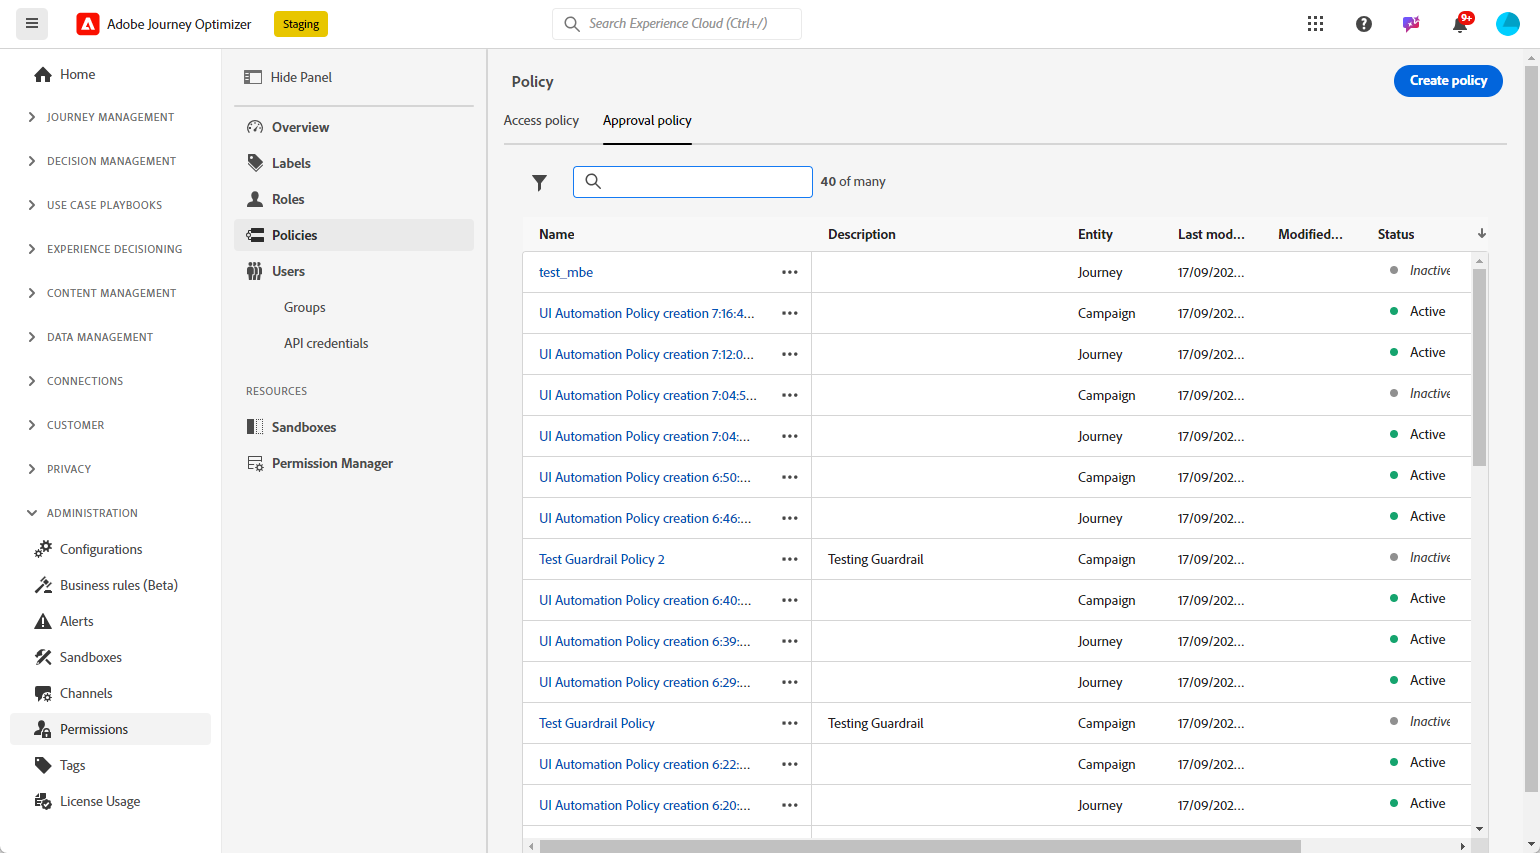 Adobe Journey Optimizer
Staging
Search Experience Cloud (Ctrl+/)
9+
Home
JOURNEY MANAGEMENT
DECISION MANAGEMENT
USE CASE PLAYBOOKS
EXPERIENCE DECISIONING
CONTENT MANAGEMENT
DATA MANAGEMENT
CONNECTIONS
CUSTOMER
PRIVACY
ADMINISTRATION
Configurations
Business rules (Beta)
Alerts
Sandboxes
Channels
Permissions
Tags
License Usage
Hide Panel
Overview
Labels
Roles
Policies
Users
Groups
API credentials
RESOURCES
Sandboxes
Permission Manager
Policy
Create policy
Access policy Approval policy
40 of many
Name Description Entity Last mod... Modified... Status
test_mbe ••• Journey 17/09/202... Inactive
UI Automation Policy creation 7:16:4... ••• Campaign 17/09/202... Active
UI Automation Policy creation 7:12:0... ••• Journey 17/09/202... Active
UI Automation Policy creation 7:04:5... ••• Campaign 17/09/202... Inactive
UI Automation Policy creation 7:04:... ••• Journey 17/09/202... Active
UI Automation Policy creation 6:50:... ••• Campaign 17/09/202... Active
UI Automation Policy creation 6:46:... ••• Journey 17/09/202... Active
Test Guardrail Policy 2 ••• Testing Guardrail Campaign 17/09/202... Inactive
UI Automation Policy creation 6:40:... ••• Campaign 17/09/202... Active
UI Automation Policy creation 6:39:... ••• Journey 17/09/202... Active
UI Automation Policy creation 6:29:... ••• Journey 17/09/202... Active
Test Guardrail Policy ••• Testing Guardrail Campaign 17/09/202... Inactive
UI Automation Policy creation 6:22:... ••• Campaign 17/09/202... Active
UI Automation Policy creation 6:20:... ••• Journey 17/09/202... Active